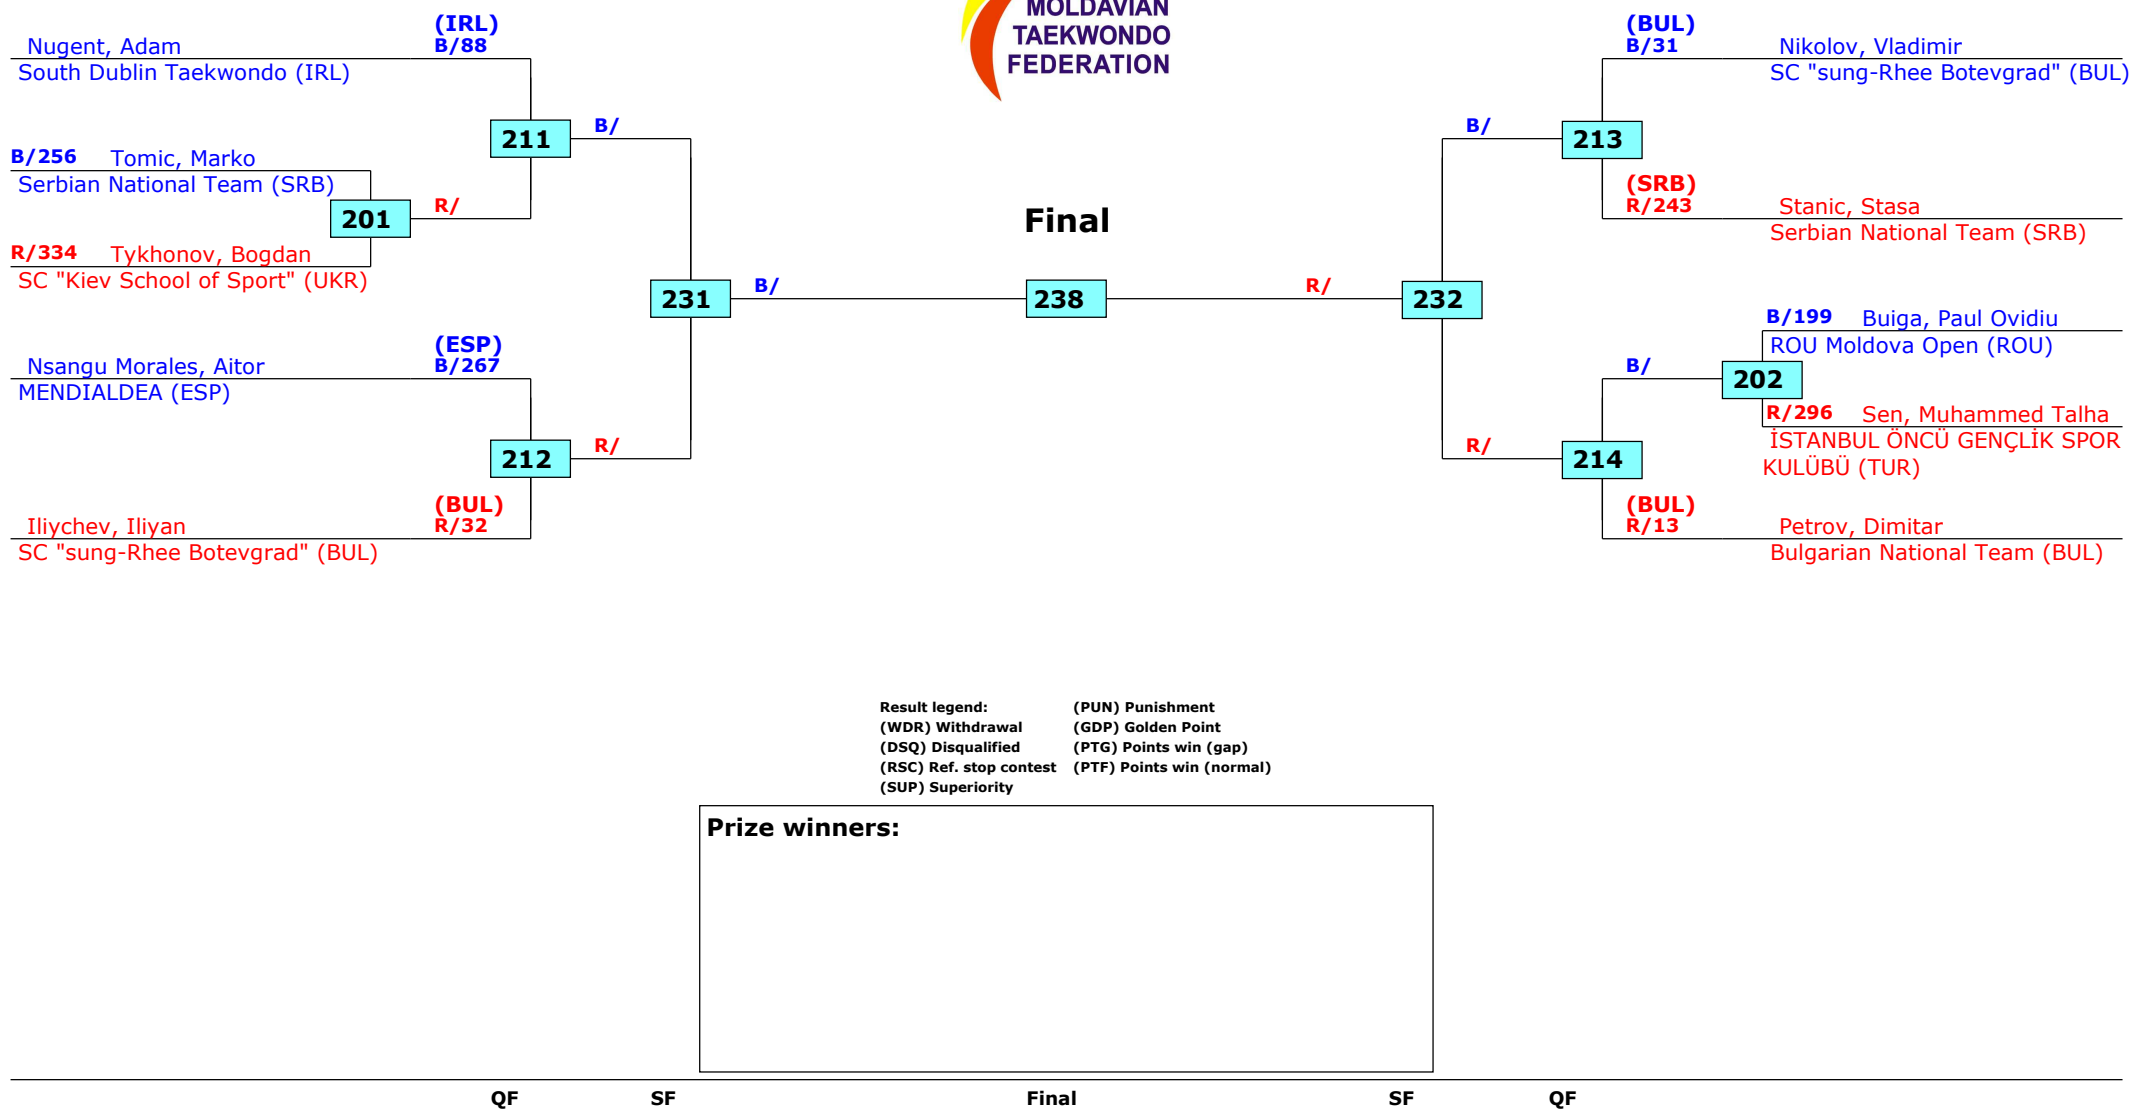 MOLDAVIAN
TAEKWONDO
FEDERATION
(IRL)
Nugent, Adam B/88
South Dublin Taekwondo (IRL)
211
B/
B/256 Tomic, Marko
Serbian National Team (SRB)
201
R/
R/334 Tykhonov, Bogdan
SC "Kiev School of Sport" (UKR)
231
B/
(ESP)
Nsangu Morales, Aitor B/267
MENDIALDEA (ESP)
212
R/
(BUL)
Iliychev, Iliyan R/32
SC "sung-Rhee Botevgrad" (BUL)
Final
238
(BUL)
B/31 Nikolov, Vladimir
SC "sung-Rhee Botevgrad" (BUL)
B/
213
(SRB)
R/243 Stanic, Stasa
Serbian National Team (SRB)
R/
232
B/199 Buiga, Paul Ovidiu
ROU Moldova Open (ROU)
B/
202
R/296 Sen, Muhammed Talha
İSTANBUL ÖNCÜ GENÇLİK SPOR
KULÜBÜ (TUR)
R/
214
(BUL)
R/13 Petrov, Dimitar
Bulgarian National Team (BUL)
Result legend: (PUN) Punishment
(WDR) Withdrawal (GDP) Golden Point
(DSQ) Disqualified (PTG) Points win (gap)
(RSC) Ref. stop contest (PTF) Points win (normal)
(SUP) Superiority
Prize winners:
QF SF Final SF QF